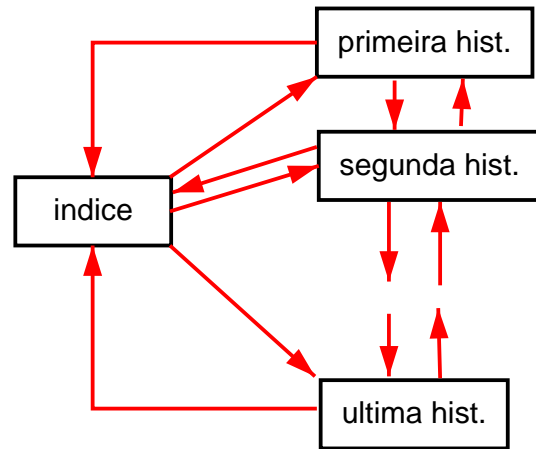 primeira hist.
segunda hist.
indice
ultima hist.